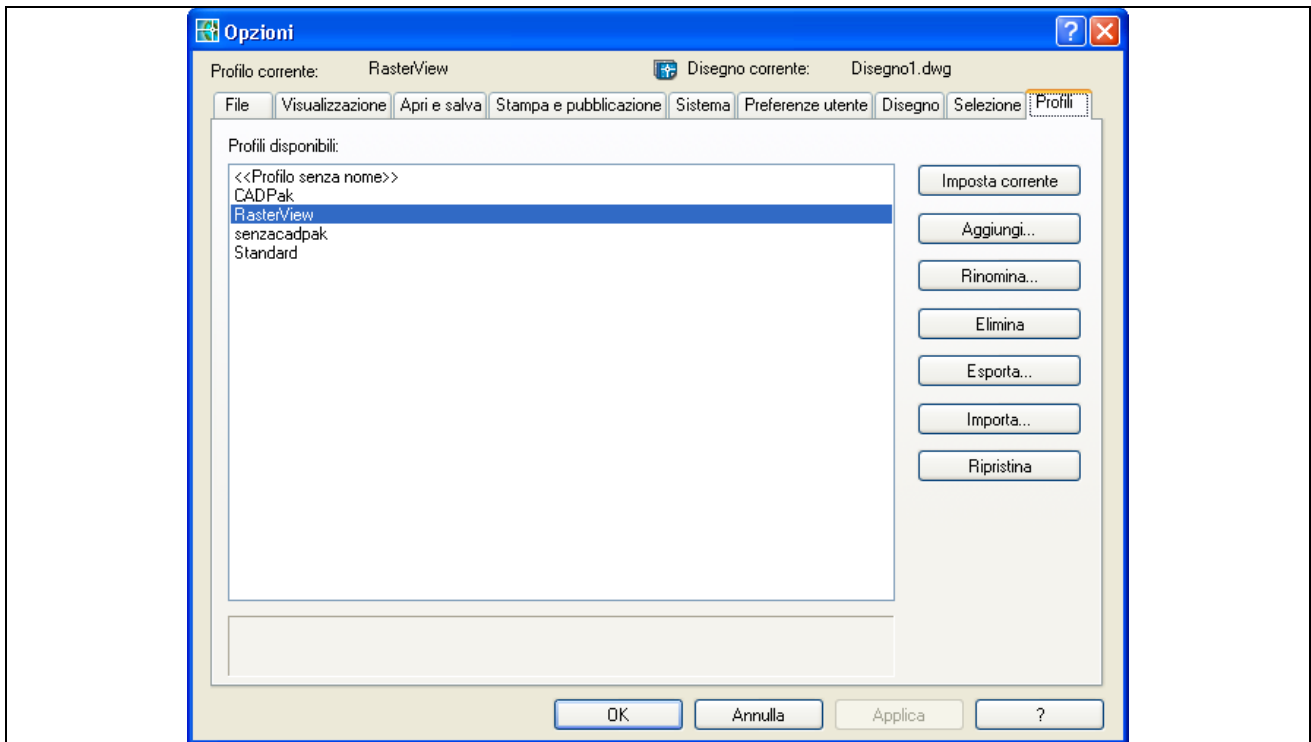 Opzioni
Profilo corrente: RasterView Disegno corrente: Disegno1.dwg
File Visualizzazione Apri e salva Stampa e pubblicazione Sistema Preferenze utente Disegno Selezione Profili
Profili disponibili:
<<Profilo senza nome>>
CADPak
RasterView
senzacadpak
Standard
Imposta corrente
Aggiungi...
Rinomina...
Elimina
Esporta...
Importa...
Ripristina
OK Annulla Applica ?